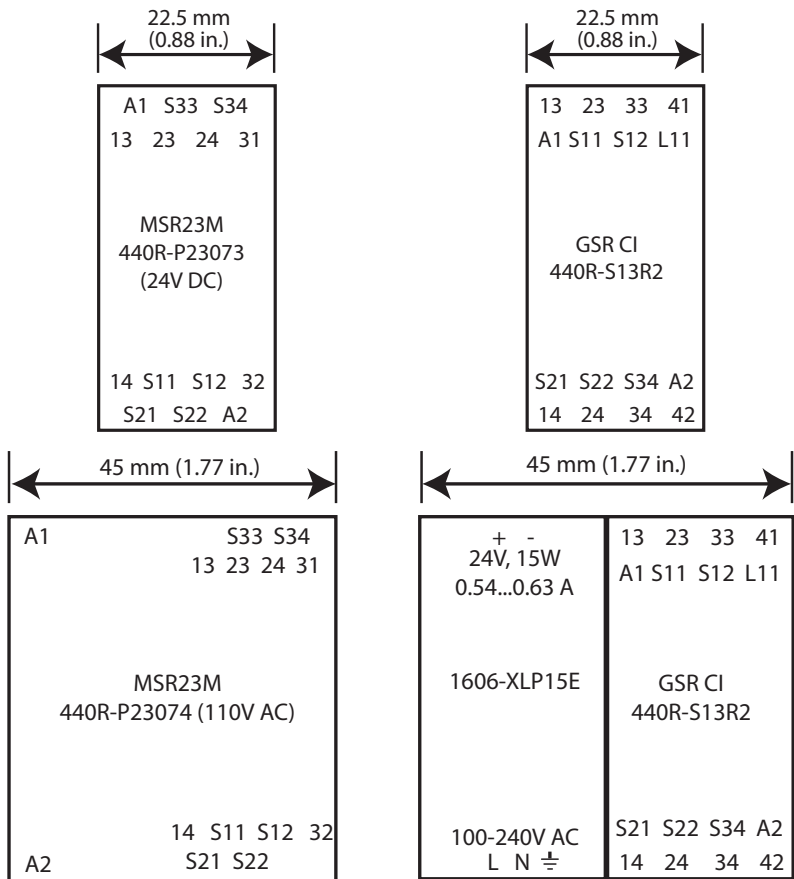 22.5 mm
(0.88 in.)
A1 S33 S34
13 23 24 31
MSR23M
440R-P23073
(24V DC)
14 S11 S12 32
S21 S22 A2
22.5 mm
(0.88 in.)
13 23 33 41
A1 S11 S12 L11
GSR CI
440R-S13R2
S21 S22 S34 A2
14 24 34 42
45 mm (1.77 in.)
A1 S33 S34
13 23 24 31
MSR23M
440R-P23074 (110V AC)
14 S11 S12 32
A2 S21 S22
45 mm (1.77 in.)
+ -
24V, 15W
0.54...0.63 A
1606-XLP15E
100-240V AC
L N ⏚
13 23 33 41
A1 S11 S12 L11
GSR CI
440R-S13R2
S21 S22 S34 A2
14 24 34 42